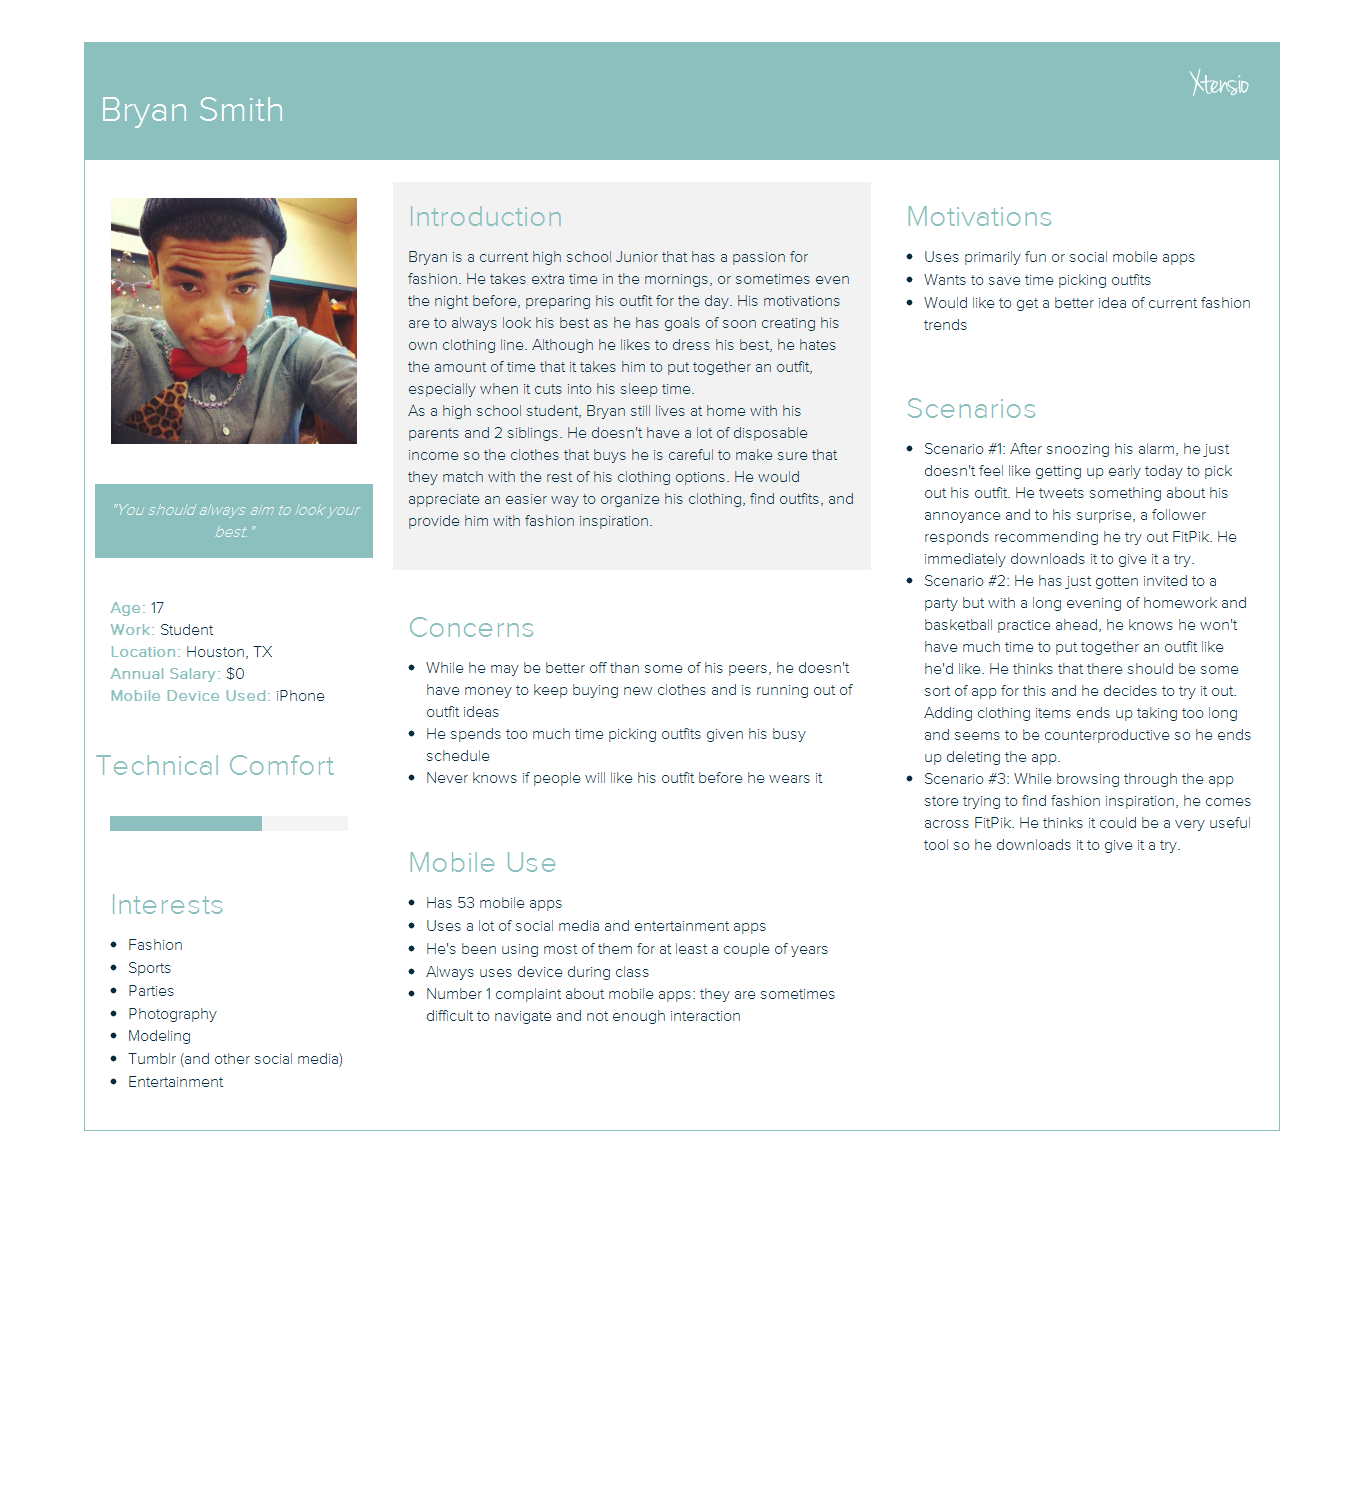 Bryan Smith
Xtensio
"You should always aim to look your
best."
Age: 17
Work: Student
Location: Houston, TX
Annual Salary: $0
Mobile Device Used: iPhone
Technical Comfort
Interests
• Fashion
• Sports
• Parties
• Photography
• Modeling
• Tumblr (and other social media)
• Entertainment
Introduction
Bryan is a current high school Junior that has a passion for
fashion. He takes extra time in the mornings, or sometimes even
the night before, preparing his outfit for the day. His motivations
are to always look his best as he has goals of soon creating his
own clothing line. Although he likes to dress his best, he hates
the amount of time that it takes him to put together an outfit,
especially when it cuts into his sleep time.
As a high school student, Bryan still lives at home with his
parents and 2 siblings. He doesn't have a lot of disposable
income so the clothes that buys he is careful to make sure that
they match with the rest of his clothing options. He would
appreciate an easier way to organize his clothing, find outfits, and
provide him with fashion inspiration.
Concerns
• While he may be better off than some of his peers, he doesn't
have money to keep buying new clothes and is running out of
outfit ideas
• He spends too much time picking outfits given his busy
schedule
• Never knows if people will like his outfit before he wears it
Mobile Use
• Has 53 mobile apps
• Uses a lot of social media and entertainment apps
• He's been using most of them for at least a couple of years
• Always uses device during class
• Number 1 complaint about mobile apps: they are sometimes
difficult to navigate and not enough interaction
Motivations
• Uses primarily fun or social mobile apps
• Wants to save time picking outfits
• Would like to get a better idea of current fashion
trends
Scenarios
• Scenario #1: After snoozing his alarm, he just
doesn't feel like getting up early today to pick
out his outfit. He tweets something about his
annoyance and to his surprise, a follower
responds recommending he try out FitPik. He
immediately downloads it to give it a try.
• Scenario #2: He has just gotten invited to a
party but with a long evening of homework and
basketball practice ahead, he knows he won't
have much time to put together an outfit like
he'd like. He thinks that there should be some
sort of app for this and he decides to try it out.
Adding clothing items ends up taking too long
and seems to be counterproductive so he ends
up deleting the app.
• Scenario #3: While browsing through the app
store trying to find fashion inspiration, he comes
across FitPik. He thinks it could be a very useful
tool so he downloads it to give it a try.